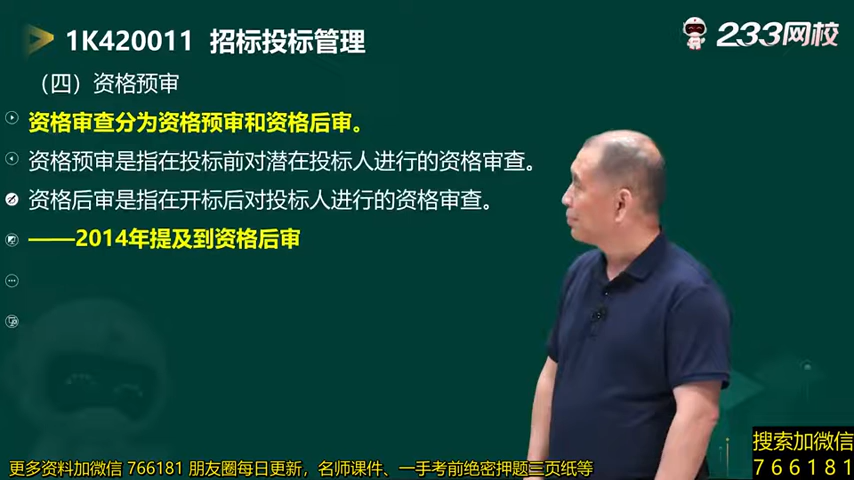 1K420011 招标投标管理
233网校
（四）资格预审
资格审查分为资格预审和资格后审。
资格预审是指在投标前对潜在投标人进行的资格审查。
资格后审是指在开标后对投标人进行的资格审查。
——2014年提及到资格后审
搜索加微信
766181
更多资料加微信 766181 朋友圈每日更新，名师课件、一手考前绝密押题三页纸等